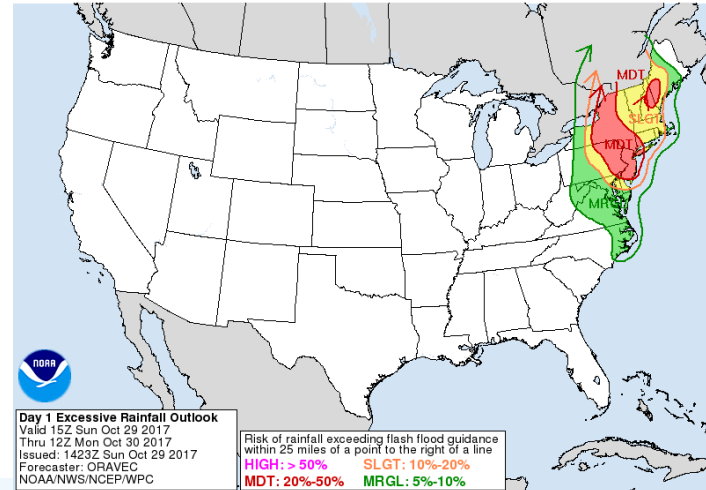 MDT
SLGT
MDT
MRGL
NOAA
Day 1 Excessive Rainfall Outlook
Valid 15Z Sun Oct 29 2017
Thru 12Z Mon Oct 30 2017
Issued: 1423Z Sun Oct 29 2017
Forecaster: ORAVEC
NOAA/NWS/NCEP/WPC
Risk of rainfall exceeding flash flood guidance
within 25 miles of a point to the right of a line
HIGH: > 50% SLGT: 10%-20%
MDT: 20%-50% MRGL: 5%-10%